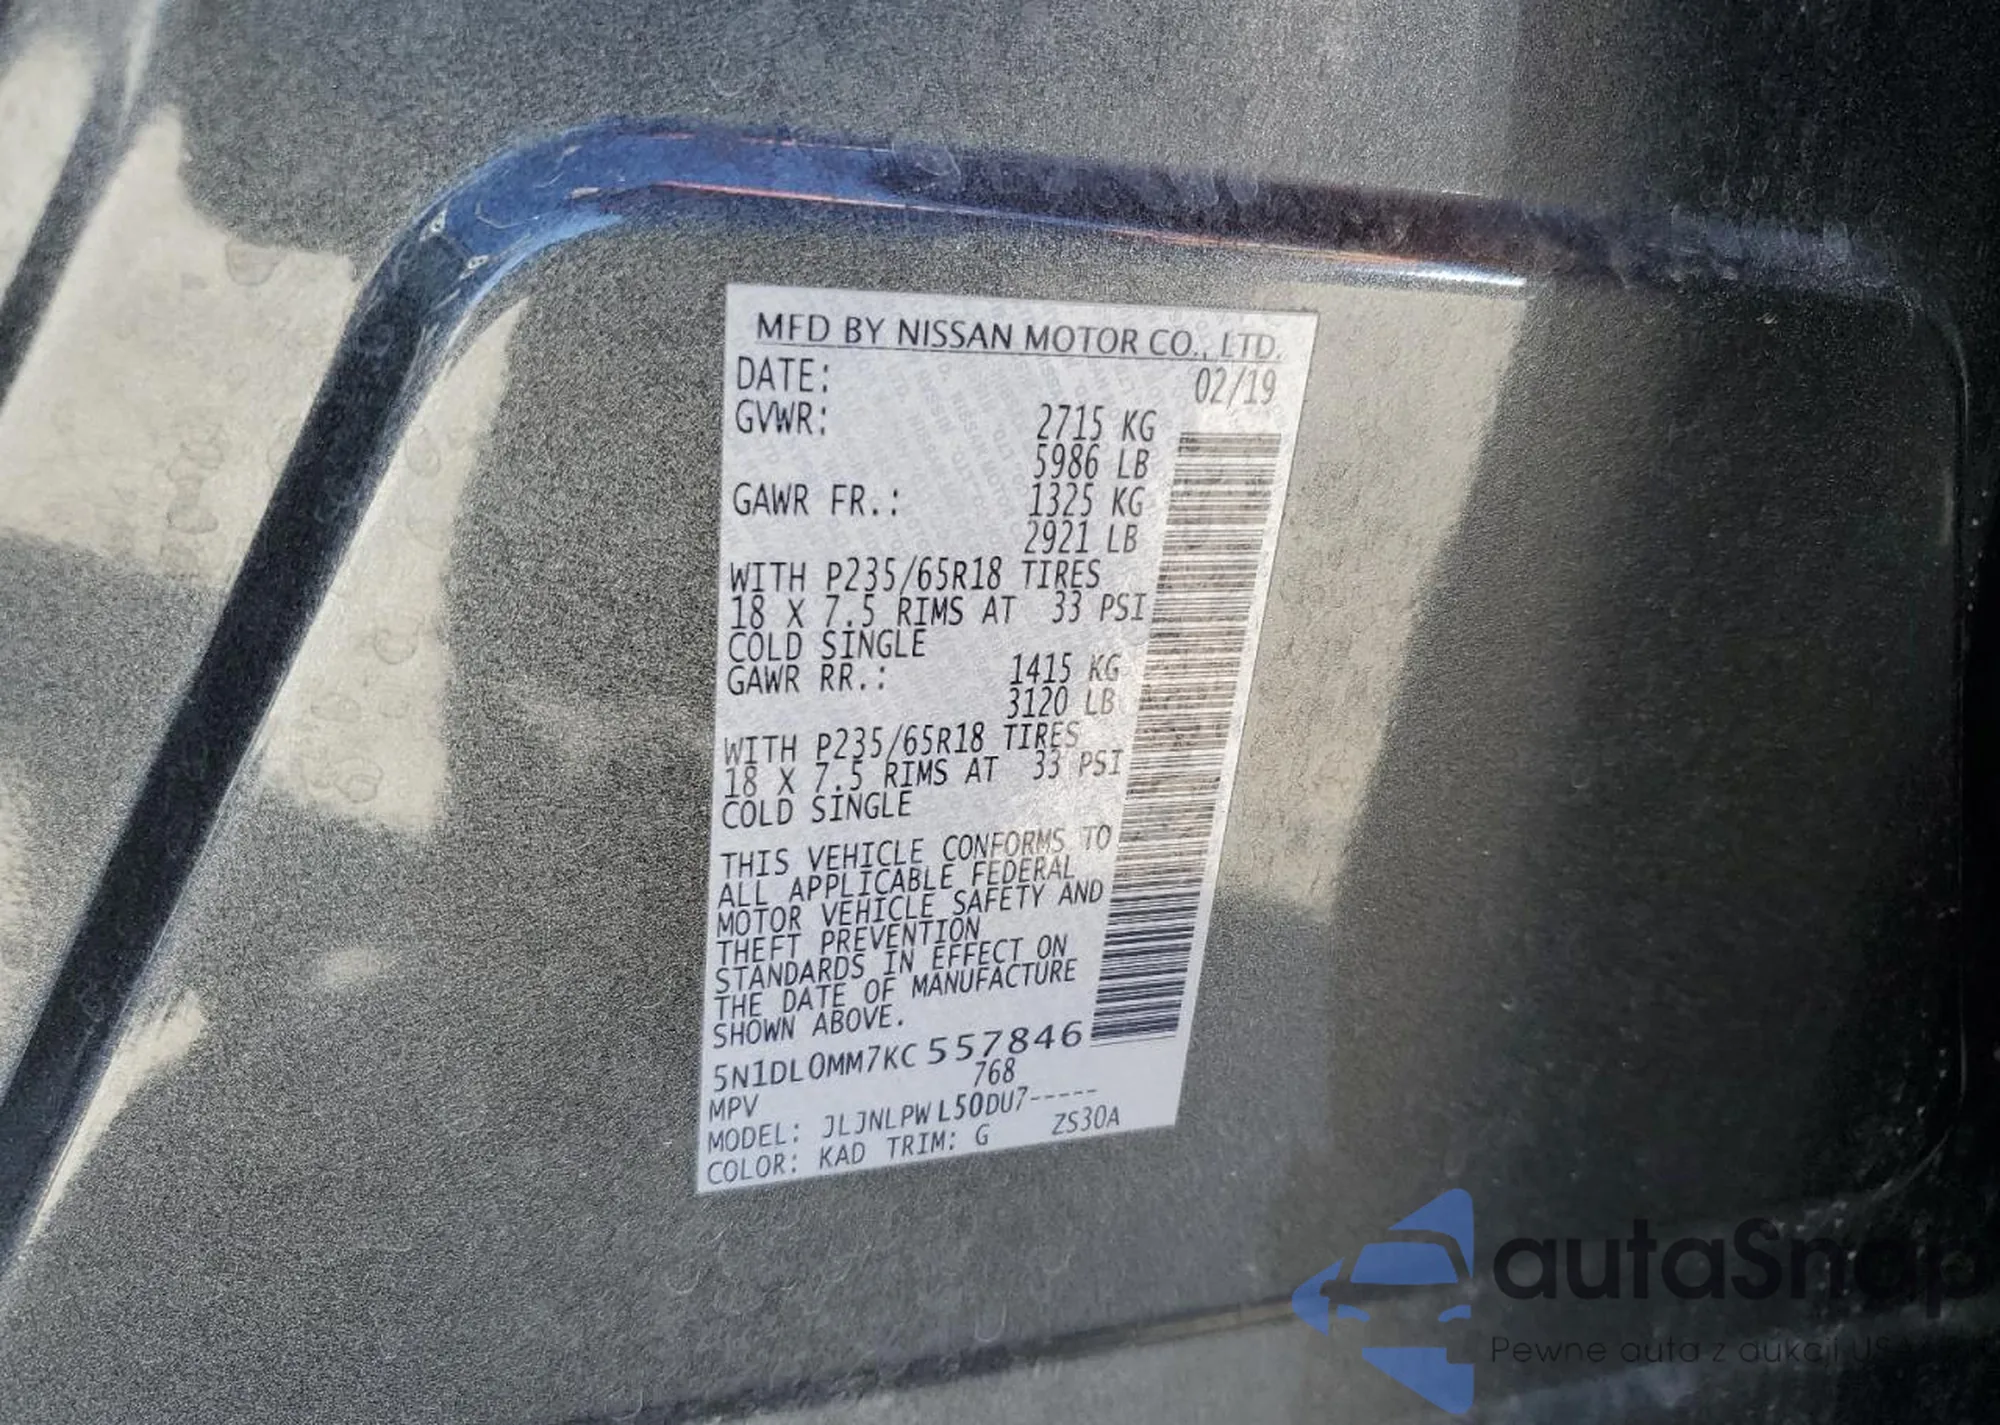 MFD BY NISSAN MOTOR CO., LTD.
DATE: 02/19
GVWR: 2715 KG
5986 LB
GAWR FR.: 1325 KG
2921 LB
WITH P235/65R18 TIRES
18 X 7.5 RIMS AT 33 PSI
COLD SINGLE
GAWR RR.: 1415 KG
3120 LB
WITH P235/65R18 TIRES
18 X 7.5 RIMS AT 33 PSI
COLD SINGLE
THIS VEHICLE CONFORMS TO
ALL APPLICABLE FEDERAL
MOTOR VEHICLE SAFETY AND
THEFT PREVENTION
STANDARDS IN EFFECT ON
THE DATE OF MANUFACTURE
SHOWN ABOVE.
5N1DL0MM7KC557846
768
MPV
MODEL: JLJNLPWL50DU7-----
COLOR: KAD TRIM: G ZS30A
autaSnap
Pewne auta z aukcji